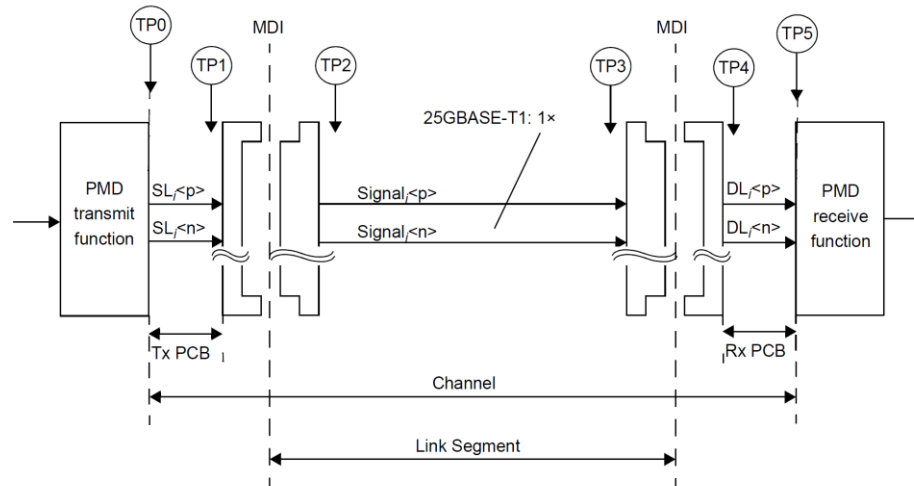 TP0
MDI
MDI
TP5
TP1
TP2
TP3
TP4
25GBASE-T1: 1×
PMD
transmit
function
SLi<p>
SLi<n>
Signali<p>
Signali<n>
DLi<p>
DLi<n>
PMD
receive
function
Tx PCB
Rx PCB
Channel
Link Segment